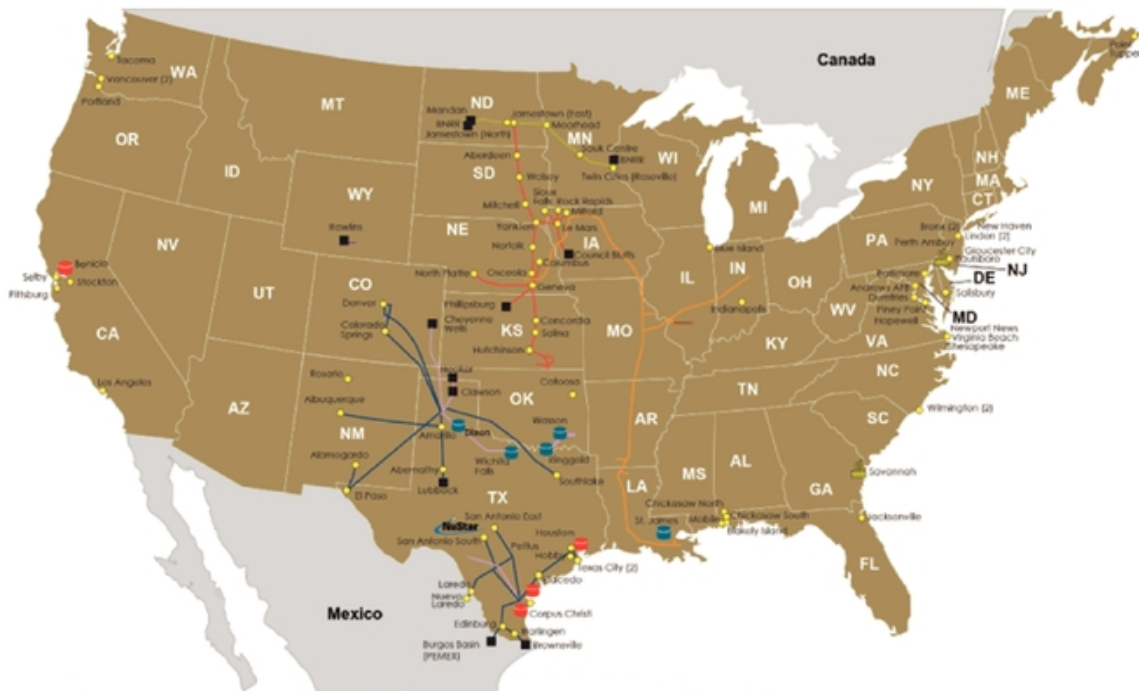 Canada
Point Tupper
Tacoma
WA
Vancouver (2)
Portland
MT
ND
Mandan
BNRR
Jamestown (North)
Jamestown (East)
Moorhead
MN
Sauk Centre
BNRR
Twin Cities (Roseville)
WI
ME
OR
ID
SD
Aberdeen
Wolsey
Mitchell
Sioux
Falls
Rock Rapids
Milford
MI
NY
NH
MA
CT
WY
Rawlins
NE
Yankton
Le Mars
IA
Council Bluffs
Norfolk
Columbus
North Platte
Osceola
Geneva
Blue Island
IL
IN
OH
PA
Bronx (2)
New Haven
Linden (2)
Perth Amboy
Gloucester City
Paulsboro
NJ
DE
Baltimore
Andrews AFB
Salisbury
Dumfries
Piney Point
MD
Hopewell
Newport News
Virginia Beach
Chesapeake
NV
UT
Benicia
Selby
Stockton
Pittsburg
CA
CO
Denver
Colorado
Springs
Cheyenne
Wells
Phillipsburg
KS
Concordia
Salina
Hutchinson
MO
Indianapolis
WV
VA
KY
Los Angeles
AZ
Rosario
Albuquerque
NM
Alamogordo
El Paso
Hooker
Clawson
OK
Catoosa
Wasson
Amarillo
Dixon
Abernathy
Lubbock
Wichita
Falls
Ringgold
Southlake
AR
TN
NC
SC
Wilmington (2)
MS
AL
GA
Savannah
TX
LA
San Antonio East
NuStar
San Antonio South
Pettus
Houston
Hobby
Texas City (2)
St. James
Chickasaw North
Mobile
Chickasaw South
Blakely Island
Jacksonville
FL
Mexico
Laredo
Nuevo
Laredo
Placedo
Corpus Christi
Edinburg
Harlingen
Burgos Basin
(PEMEX)
Brownsville